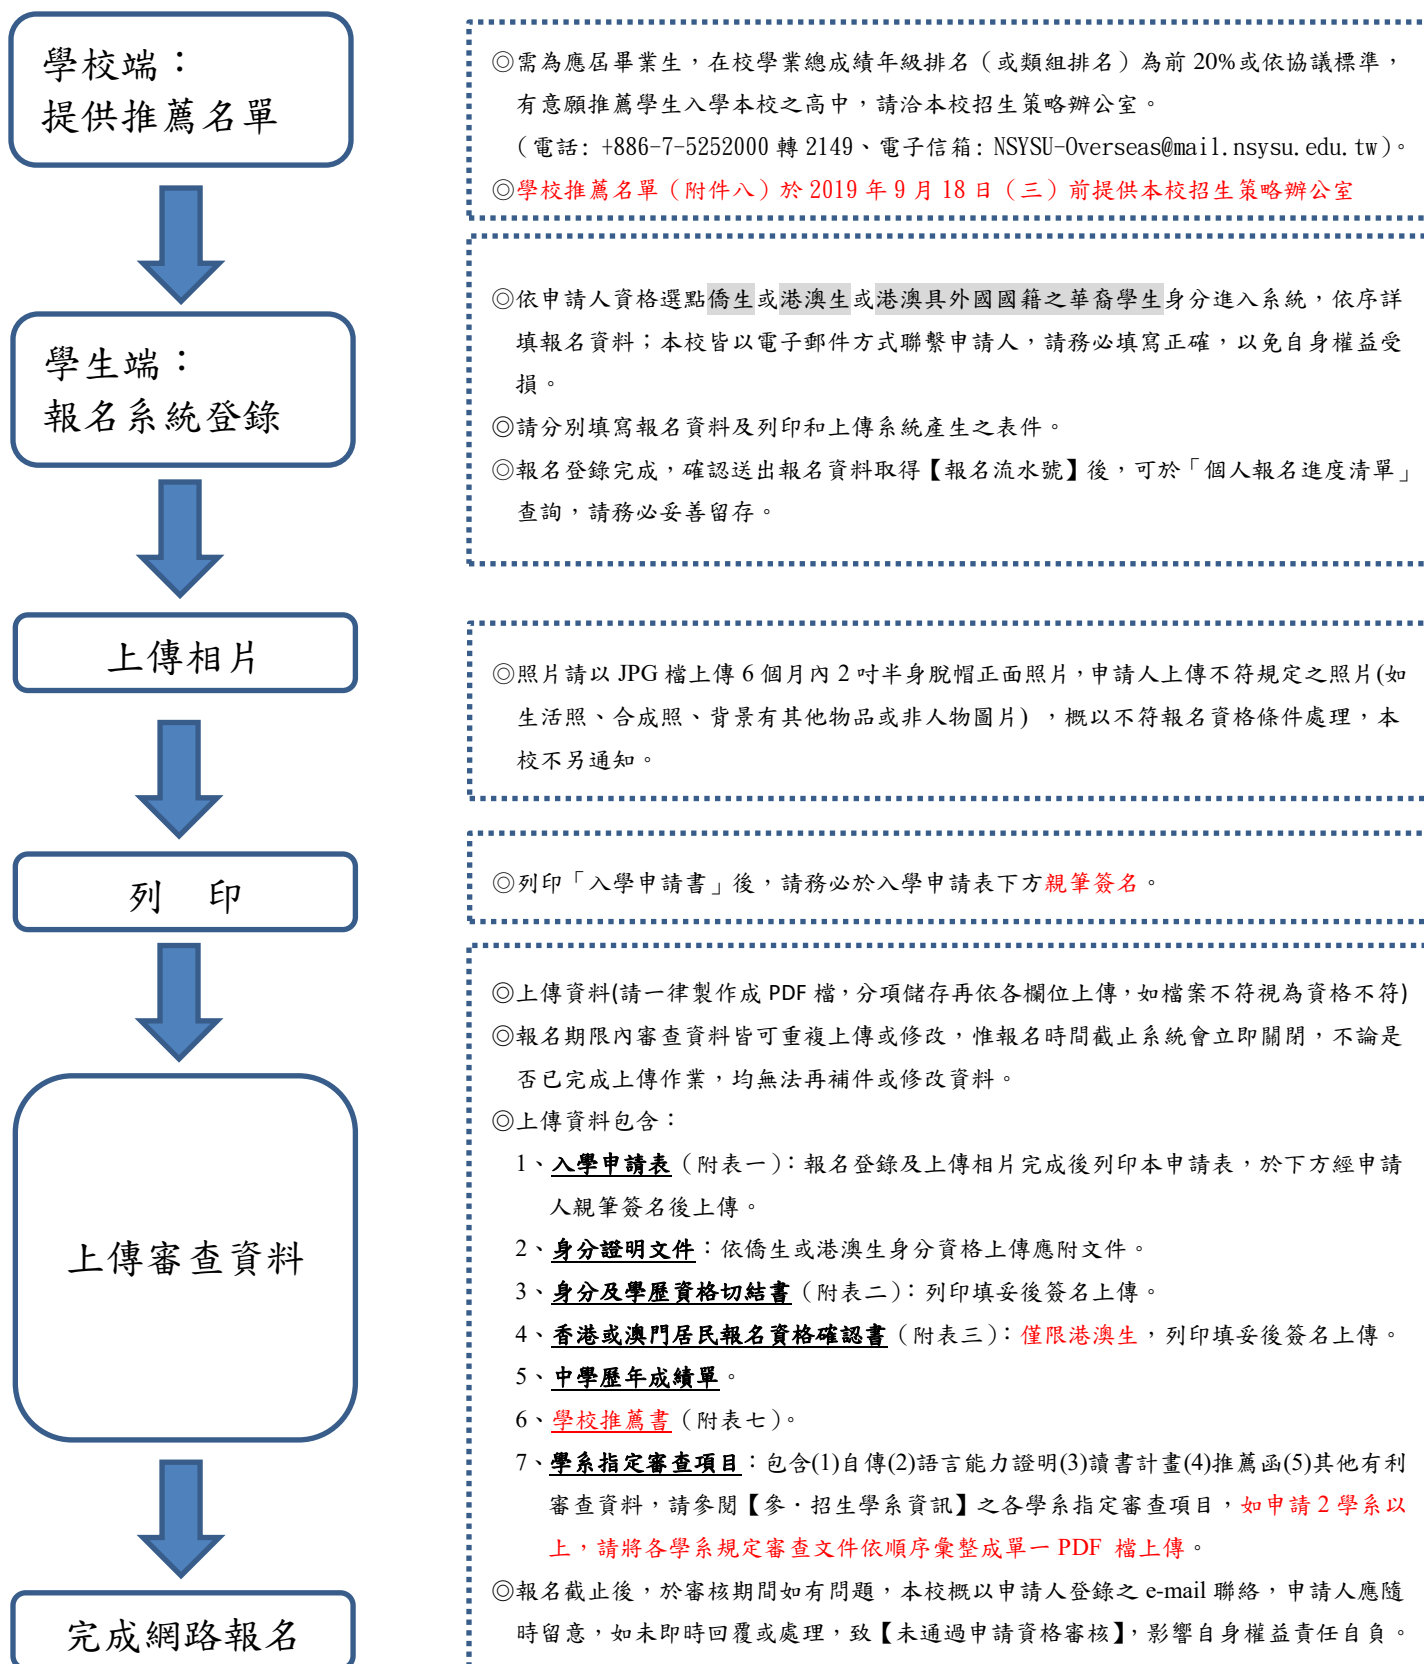 學校端：
提供推薦名單
◎需為應屆畢業生，在校學業總成績年級排名（或類組排名）為前 20%或依協議標準，
有意願推薦學生入學本校之高中，請洽本校招生策略辦公室。
（電話: +886-7-5252000 轉 2149、電子信箱: NSYSU-Overseas@mail.nsysu.edu.tw）。
◎學校推薦名單（附件八）於 2019 年 9 月 18 日（三）前提供本校招生策略辦公室
學生端：
報名系統登錄
◎依申請人資格選點僑生或港澳生或港澳具外國國籍之華裔學生身分進入系統，依序詳
填報名資料；本校皆以電子郵件方式聯繫申請人，請務必填寫正確，以免自身權益受
損。
◎請分別填寫報名資料及列印和上傳系統產生之表件。
◎報名登錄完成，確認送出報名資料取得【報名流水號】後，可於「個人報名進度清單」
查詢，請務必妥善留存。
上傳相片
◎照片請以 JPG 檔上傳 6 個月內 2 吋半身脫帽正面照片，申請人上傳不符規定之照片(如
生活照、合成照、背景有其他物品或非人物圖片) ，概以不符報名資格條件處理，本
校不另通知。
列　印
◎列印「入學申請書」後，請務必於入學申請表下方親筆簽名。
上傳審查資料
◎上傳資料(請一律製作成 PDF 檔，分項儲存再依各欄位上傳，如檔案不符視為資格不符)
◎報名期限內審查資料皆可重複上傳或修改，惟報名時間截止系統會立即關閉，不論是
否已完成上傳作業，均無法再補件或修改資料。
◎上傳資料包含：
1、入學申請表（附表一）：報名登錄及上傳相片完成後列印本申請表，於下方經申請
人親筆簽名後上傳。
2、身分證明文件：依僑生或港澳生身分資格上傳應附文件。
3、身分及學歷資格切結書（附表二）：列印填妥後簽名上傳。
4、香港或澳門居民報名資格確認書（附表三）：僅限港澳生，列印填妥後簽名上傳。
5、中學歷年成績單。
6、學校推薦書（附表七）。
7、學系指定審查項目：包含(1)自傳(2)語言能力證明(3)讀書計畫(4)推薦函(5)其他有利
審查資料，請參閱【參．招生學系資訊】之各學系指定審查項目，如申請 2 學系以
上，請將各學系規定審查文件依順序彙整成單一 PDF 檔上傳。
◎報名截止後，於審核期間如有問題，本校概以申請人登錄之 e-mail 聯絡，申請人應隨
時留意，如未即時回覆或處理，致【未通過申請資格審核】，影響自身權益責任自負。
完成網路報名